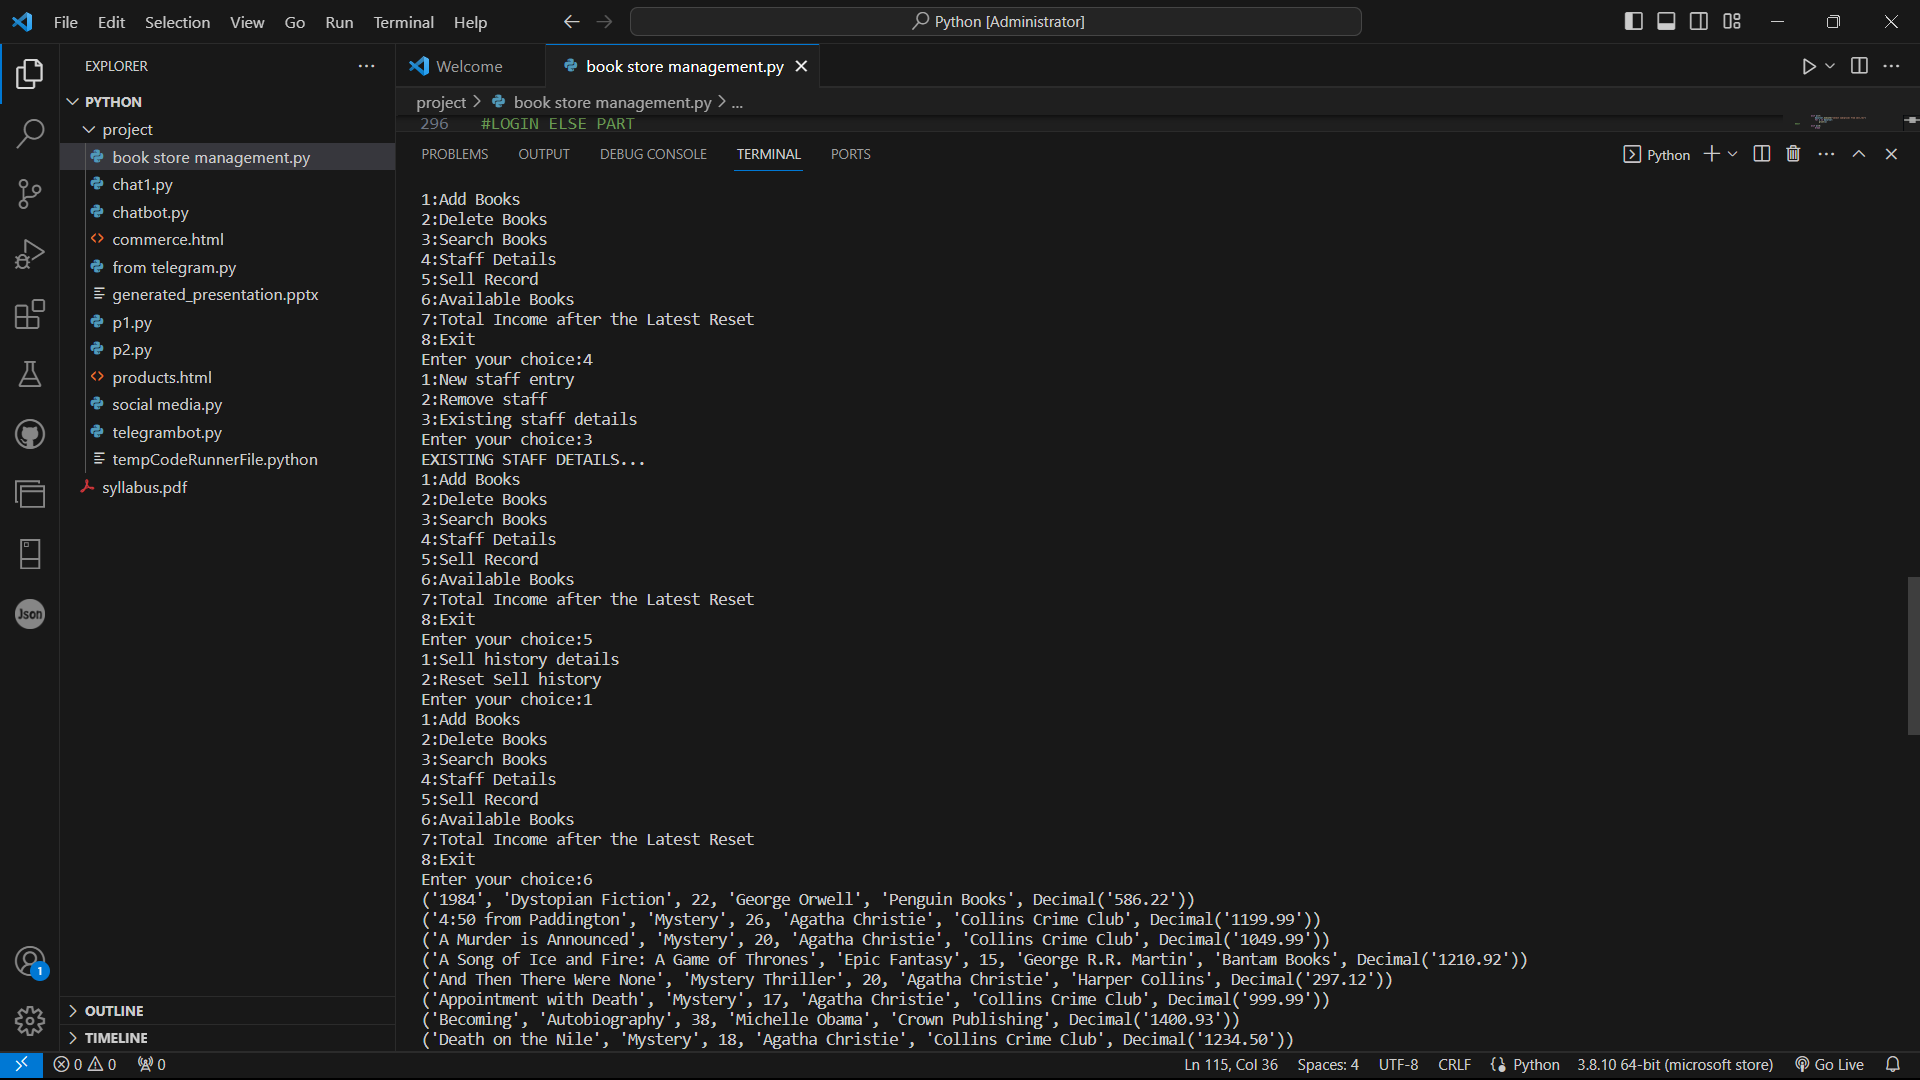 File Edit Selection View Go Run Terminal Help
Python [Administrator]
EXPLORER
PYTHON
project
book store management.py
chat1.py
chatbot.py
commerce.html
from telegram.py
generated_presentation.pptx
p1.py
p2.py
products.html
social media.py
telegrambot.py
tempCodeRunnerFile.python
syllabus.pdf
Json
1
OUTLINE
TIMELINE
Welcome
book store management.py
project > book store management.py > ...
296 #LOGIN ELSE PART
PROBLEMS OUTPUT DEBUG CONSOLE TERMINAL PORTS
Python
1:Add Books
2:Delete Books
3:Search Books
4:Staff Details
5:Sell Record
6:Available Books
7:Total Income after the Latest Reset
8:Exit
Enter your choice:4
1:New staff entry
2:Remove staff
3:Existing staff details
Enter your choice:3
EXISTING STAFF DETAILS...
1:Add Books
2:Delete Books
3:Search Books
4:Staff Details
5:Sell Record
6:Available Books
7:Total Income after the Latest Reset
8:Exit
Enter your choice:5
1:Sell history details
2:Reset Sell history
Enter your choice:1
1:Add Books
2:Delete Books
3:Search Books
4:Staff Details
5:Sell Record
6:Available Books
7:Total Income after the Latest Reset
8:Exit
Enter your choice:6
('1984', 'Dystopian Fiction', 22, 'George Orwell', 'Penguin Books', Decimal('586.22'))
('4:50 from Paddington', 'Mystery', 26, 'Agatha Christie', 'Collins Crime Club', Decimal('1199.99'))
('A Murder is Announced', 'Mystery', 20, 'Agatha Christie', 'Collins Crime Club', Decimal('1049.99'))
('A Song of Ice and Fire: A Game of Thrones', 'Epic Fantasy', 15, 'George R.R. Martin', 'Bantam Books', Decimal('1210.92'))
('And Then There Were None', 'Mystery Thriller', 20, 'Agatha Christie', 'Harper Collins', Decimal('297.12'))
('Appointment with Death', 'Mystery', 17, 'Agatha Christie', 'Collins Crime Club', Decimal('999.99'))
('Becoming', 'Autobiography', 38, 'Michelle Obama', 'Crown Publishing', Decimal('1400.93'))
('Death on the Nile', 'Mystery', 18, 'Agatha Christie', 'Collins Crime Club', Decimal('1234.50'))
0 0 0
Ln 115, Col 36 Spaces: 4 UTF-8 CRLF Python 3.8.10 64-bit (microsoft store) Go Live